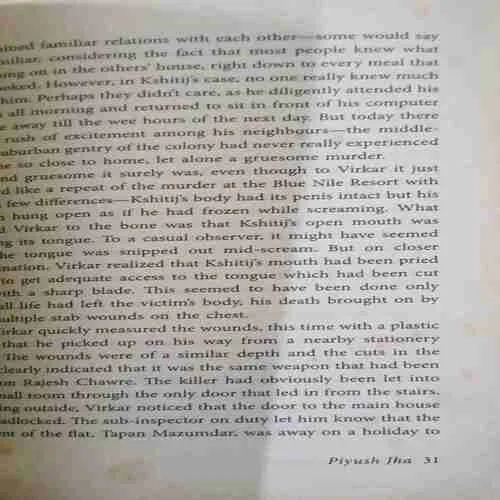 ained familiar relations with each other—some would say
miliar, considering the fact that most people knew what
oing on in the others' house, right down to every meal that
ooked. However, in Kshitij's case, no one really knew much
him. Perhaps they didn't care, as he diligently attended his
s all morning and returned to sit in front of his computer
e away till the wee hours of the next day. But today there
rush of excitement among his neighbours—the middle-
suburban gentry of the colony had never really experienced
e so close to home, let alone a gruesome murder.
nd gruesome it surely was, even though to Virkar it just
d like a repeat of the murder at the Blue Nile Resort with
few differences—Kshitij's body had its penis intact but his
h hung open as if he had frozen while screaming. What
d Virkar to the bone was that Kshitij's open mouth was
ng its tongue. To a casual observer, it might have seemed
he tongue was snipped out mid-scream. But on closer
ination, Virkar realized that Kshitij's mouth had been pried
to get adequate access to the tongue which had been cut
ith a sharp blade. This seemed to have been done only
all life had left the victim's body, his death brought on by
ultiple stab wounds on the chest.
irkar quickly measured the wounds, this time with a plastic
that he picked up on his way from a nearby stationery
The wounds were of a similar depth and the cuts in the
clearly indicated that it was the same weapon that had been
on Rajesh Chawre. The killer had obviously been let into
mall room through the only door that led in from the stairs.
ing outside, Virkar noticed that the door to the main house
adlocked. The sub-inspector on duty let him know that the
nt of the flat, Tapan Mazumdar, was away on a holiday to
Piyush Jha 31